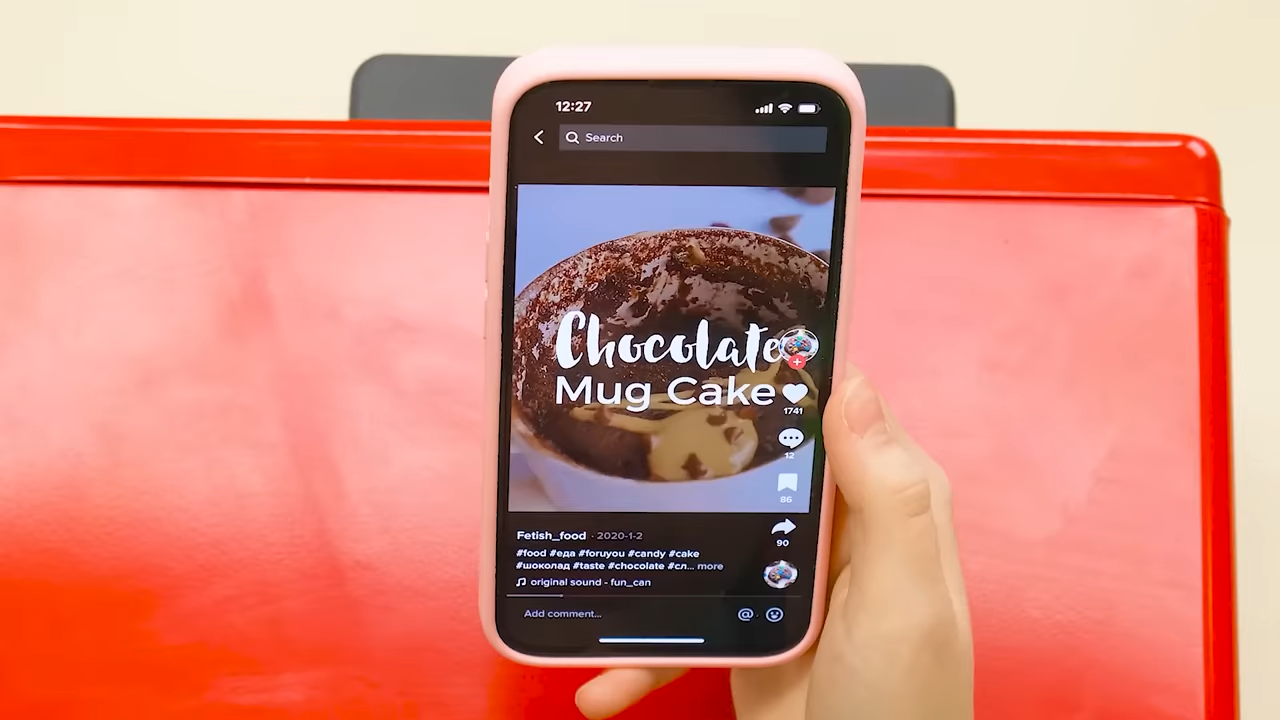 12:27
Search
Chocolate
Mug Cake
1741
12
86
90
Fetish_food · 2020-1-2
#food #еда #foryou #candy #cake
#шоколад #taste #chocolate #сл... more
original sound - fun_can
Add comment...
@